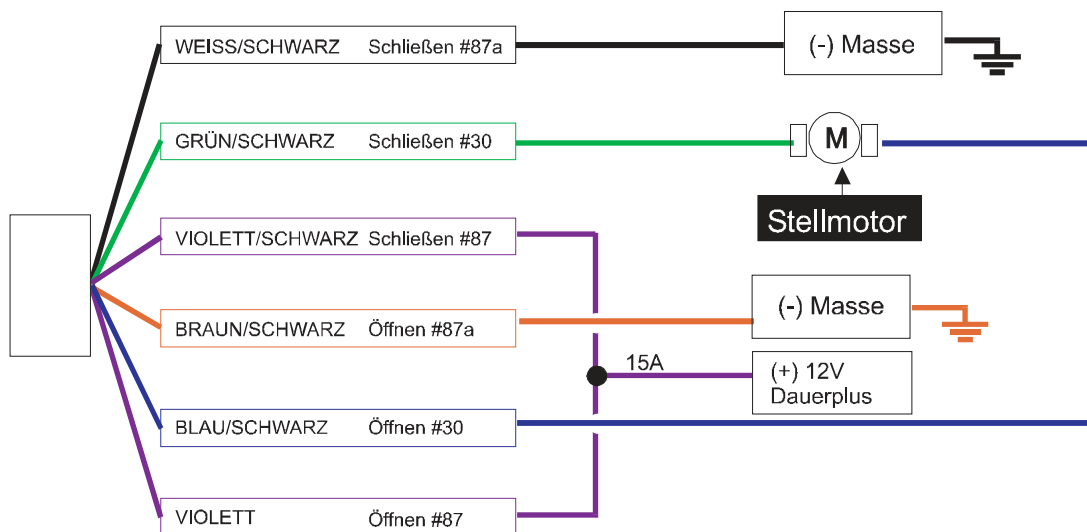 WEISS/SCHWARZ Schließen #87a
(-) Masse
GRÜN/SCHWARZ Schließen #30
M
Stellmotor
VIOLETT/SCHWARZ Schließen #87
BRAUN/SCHWARZ Öffnen #87a
(-) Masse
15A
(+) 12V
Dauerplus
BLAU/SCHWARZ Öffnen #30
VIOLETT Öffnen #87